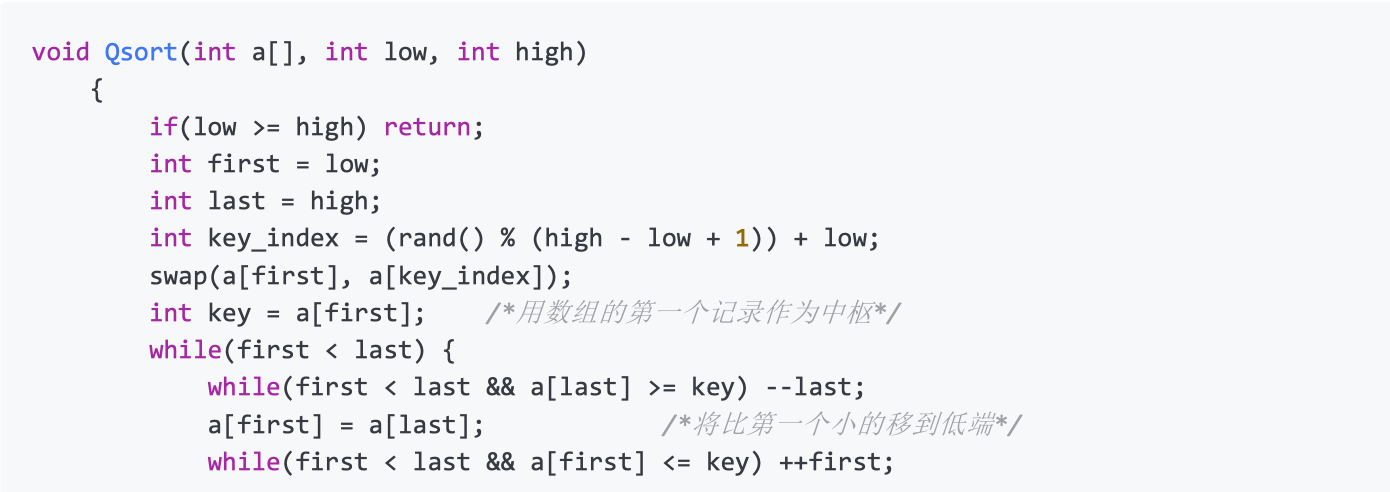 void Qsort(int a[], int low, int high)
    {
        if(low >= high) return;
        int first = low;
        int last = high;
        int key_index = (rand() % (high - low + 1)) + low;
        swap(a[first], a[key_index]);
        int key = a[first];    /*用数组的第一个记录作为中枢*/
        while(first < last) {
            while(first < last && a[last] >= key) --last;
            a[first] = a[last];            /*将比第一个小的移到低端*/
            while(first < last && a[first] <= key) ++first;